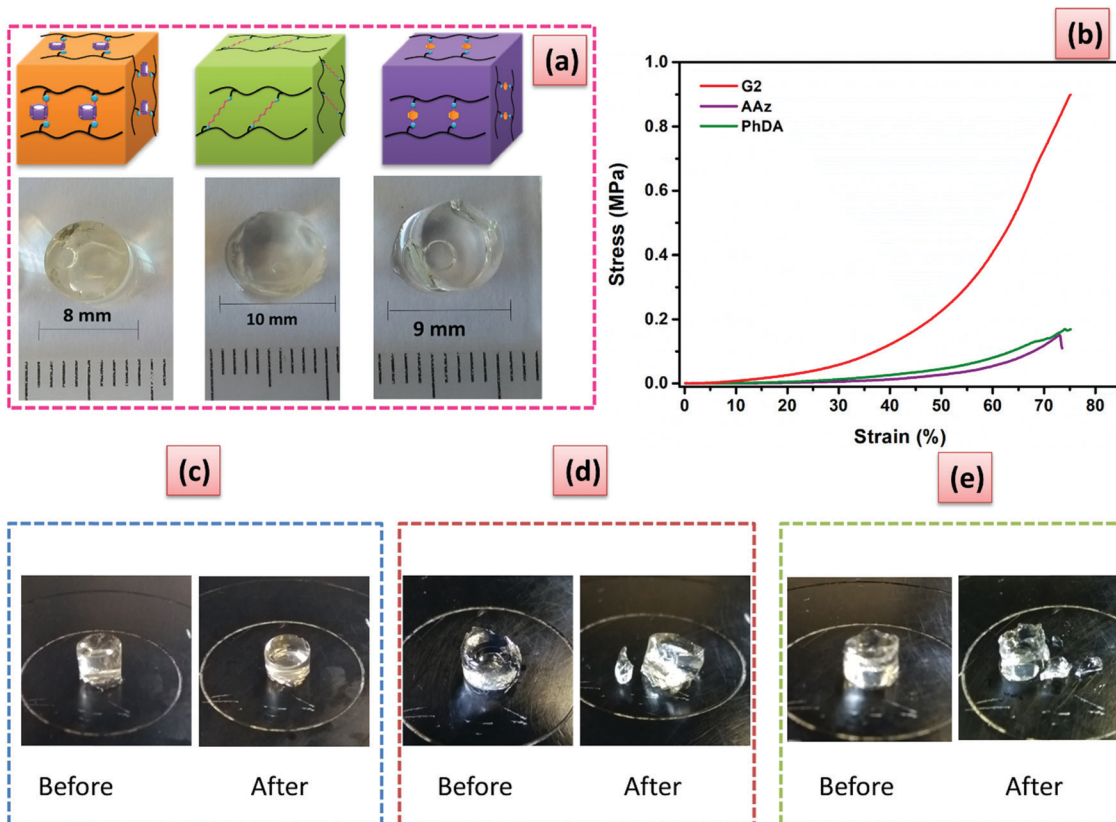 (a)
8 mm
10 mm
9 mm
(b)
G2
AAz
PhDA
Stress (MPa)
1.0
0.8
0.6
0.4
0.2
0.0
0 10 20 30 40 50 60 70 80
Strain (%)
(c)
Before After
(d)
Before After
(e)
Before After